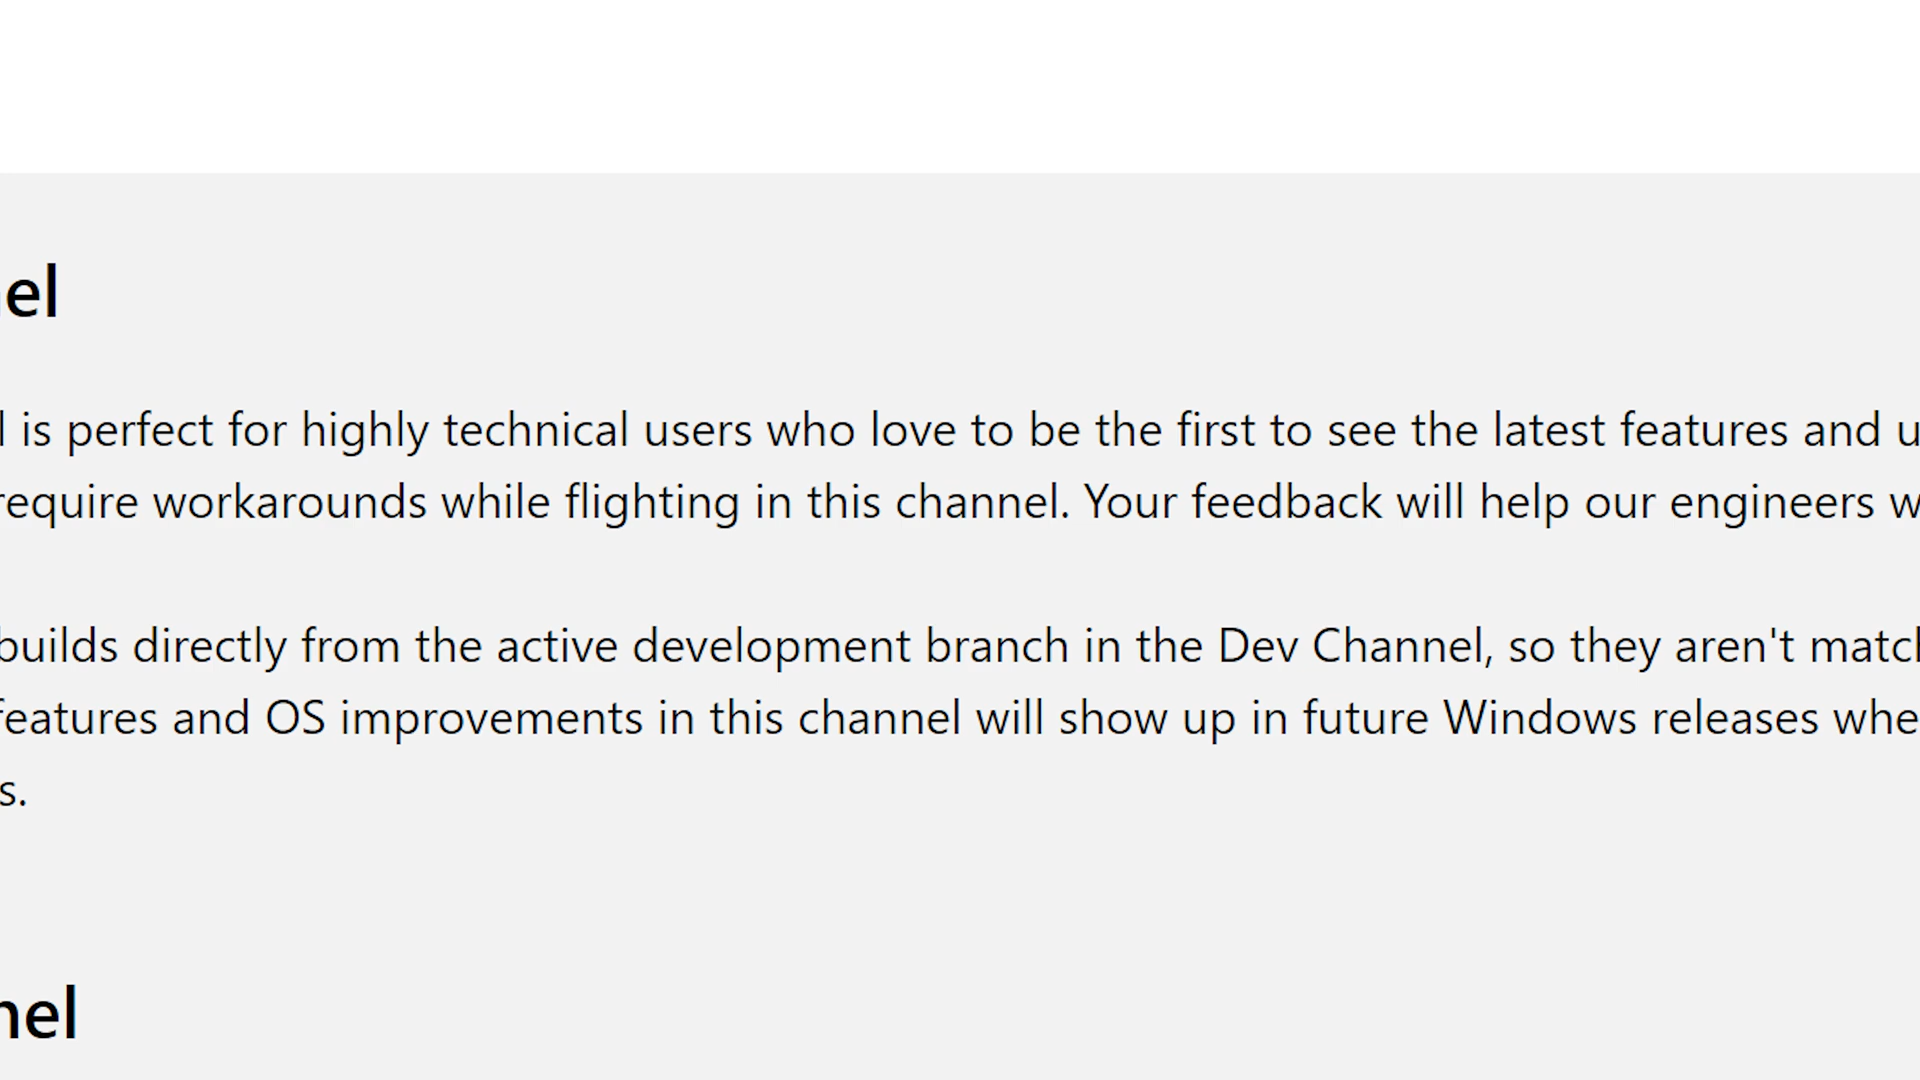 el
is perfect for highly technical users who love to be the first to see the latest features and
require workarounds while flighting in this channel. Your feedback will help our engineers
builds directly from the active development branch in the Dev Channel, so they aren't
features and OS improvements in this channel will show up in future Windows releases
s.
nel